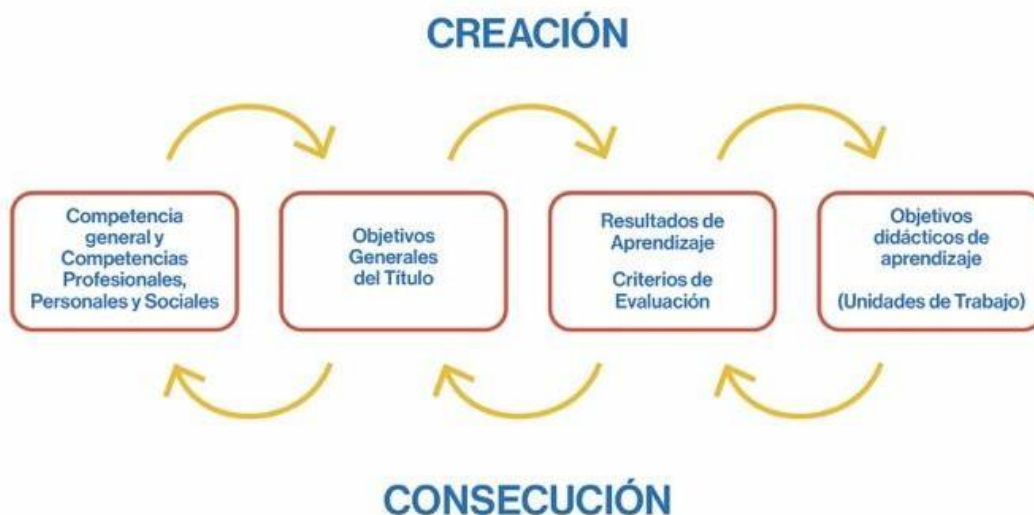 CREACIÓN
Competencia
general y
Competencias
Profesionales,
Personales y Sociales
Objetivos
Generales
del Título
Resultados de
Aprendizaje
Criterios de
Evaluación
Objetivos
didácticos de
aprendizaje
(Unidades de Trabajo)
CONSECUCIÓN